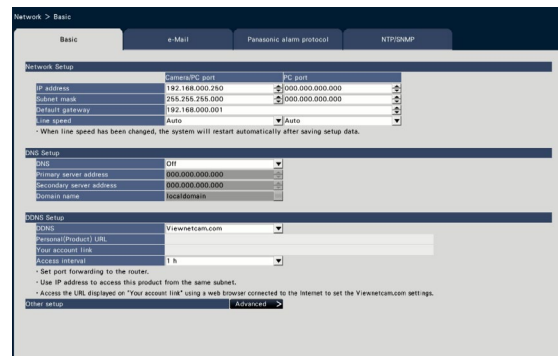 Network > Basic
Basic e-Mail Panasonic alarm protocol NTP/SNMP
Network Setup
Camera/PC port PC port
IP address 192.168.000.250 000.000.000.000
Subnet mask 255.255.255.000 000.000.000.000
Default gateway 192.168.000.001
Line speed Auto Auto
· When line speed has been changed, the system will restart automatically after saving setup data.
DNS Setup
DNS Off
Primary server address 000.000.000.000
Secondary server address 000.000.000.000
Domain name localdomain
DDNS Setup
DDNS Viewnetcam.com
Personal(Product) URL
Your account link
Access interval 1 h
· Set port forwarding to the router.
· Use IP address to access this product from the same subnet.
· Access the URL displayed on "Your account link" using a web browser connected to the Internet to set the Viewnetcam.com settings.
Other setup Advanced >